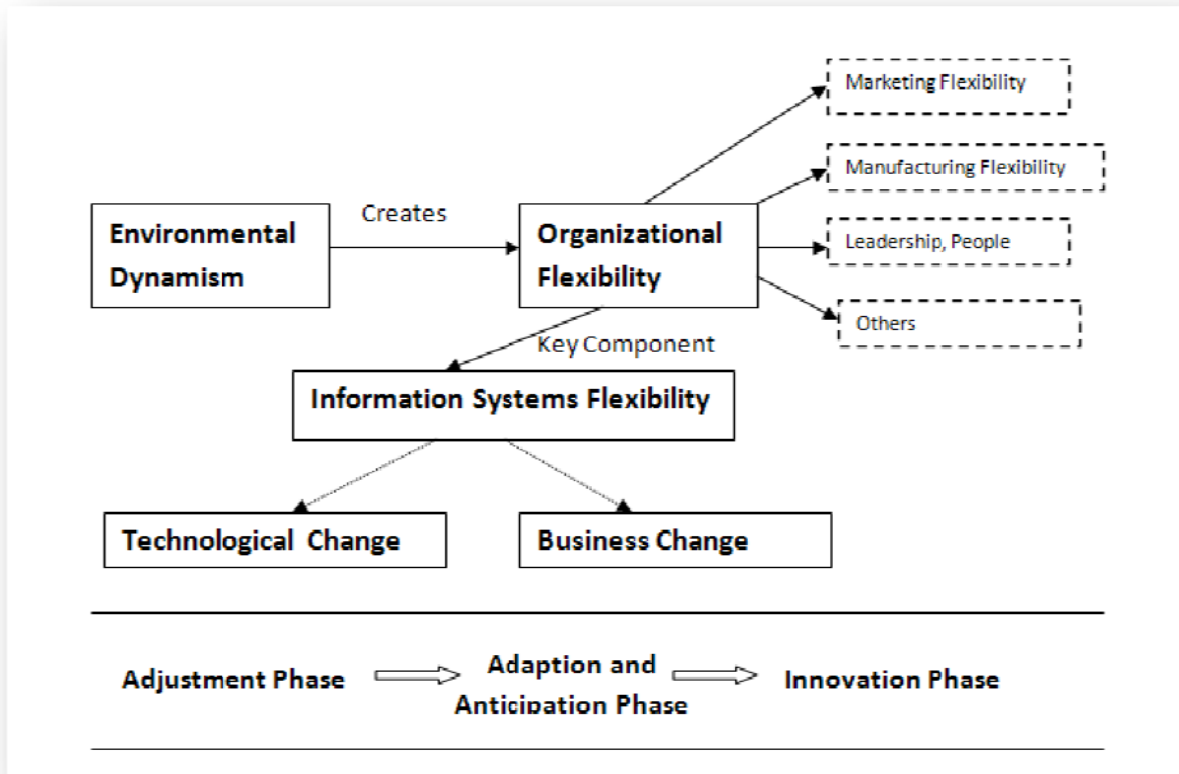 Marketing Flexibility
Manufacturing Flexibility
Creates
Environmental
Dynamism
Organizational
Flexibility
Leadership, People
Others
Key Component
Information Systems Flexibility
Technological Change
Business Change
Adjustment Phase
Adaption and
Anticipation Phase
Innovation Phase